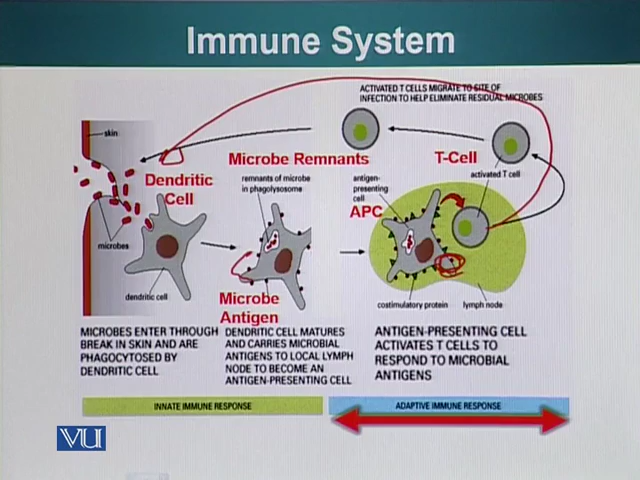 Immune System
ACTIVATED T CELLS MIGRATE TO SITE OF
INFECTION TO HELP ELIMINATE RESIDUAL MICROBES
skin
Microbe Remnants
T-Cell
Dendritic
Cell
remnants of microbe
in phagolysosome
antigen-
presenting
cell
activated T cell
APC
microbes
dendritic cell
Microbe
Antigen
costimulatory protein
lymph node
MICROBES ENTER THROUGH
BREAK IN SKIN AND ARE
PHAGOCYTOSED BY
DENDRITIC CELL
DENDRITIC CELL MATURES
AND CARRIES MICROBIAL
ANTIGENS TO LOCAL LYMPH
NODE TO BECOME AN
ANTIGEN-PRESENTING CELL
ANTIGEN-PRESENTING CELL
ACTIVATES T CELLS TO
RESPOND TO MICROBIAL
ANTIGENS
INNATE IMMUNE RESPONSE
ADAPTIVE IMMUNE RESPONSE
VU